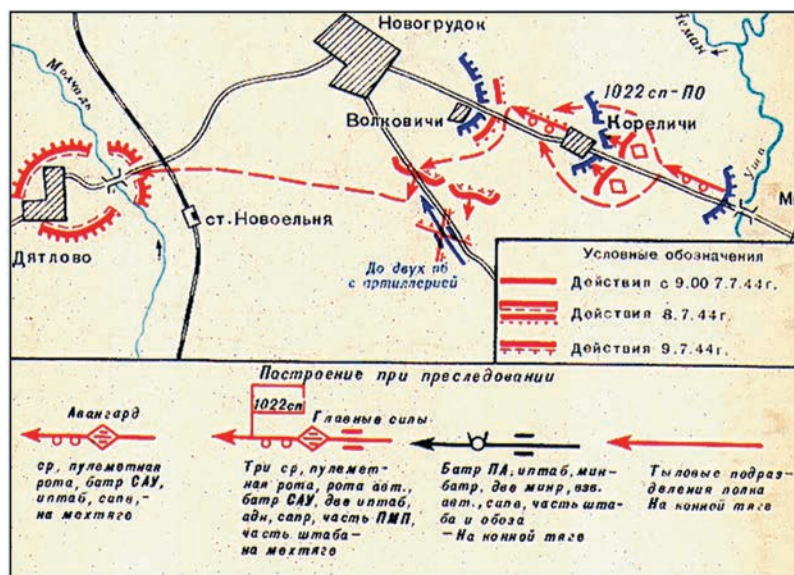 Новогрудок
Неман
Молчадь
1022 сп-ПО
Волковичи
Кореличи
Уша
ст. Новоельня
Дятлово
До двух пб
с артиллерией
Условные обозначения
Действия с 9.00 7.7.44г.
Действия 8.7.44г.
Действия 9.7.44г.
Построение при преследовании
Авангард
ср, пулеметная
рота, батр САУ,
иптаб, сапв,-
на мехтяге
1022сп
Главные силы
Три ср, пулемет-
ная рота, рота авт.,
батр САУ, две иптаб,
адн, сапр, часть ПМП,
часть штаба-
на мехтяге
Батр ПА, иптаб, мин-
батр, две минр, взв.
авт., сапв, часть шта-
ба и обоза
- На конной тяге
Тыловые подраз-
деления полка
На конной тяге